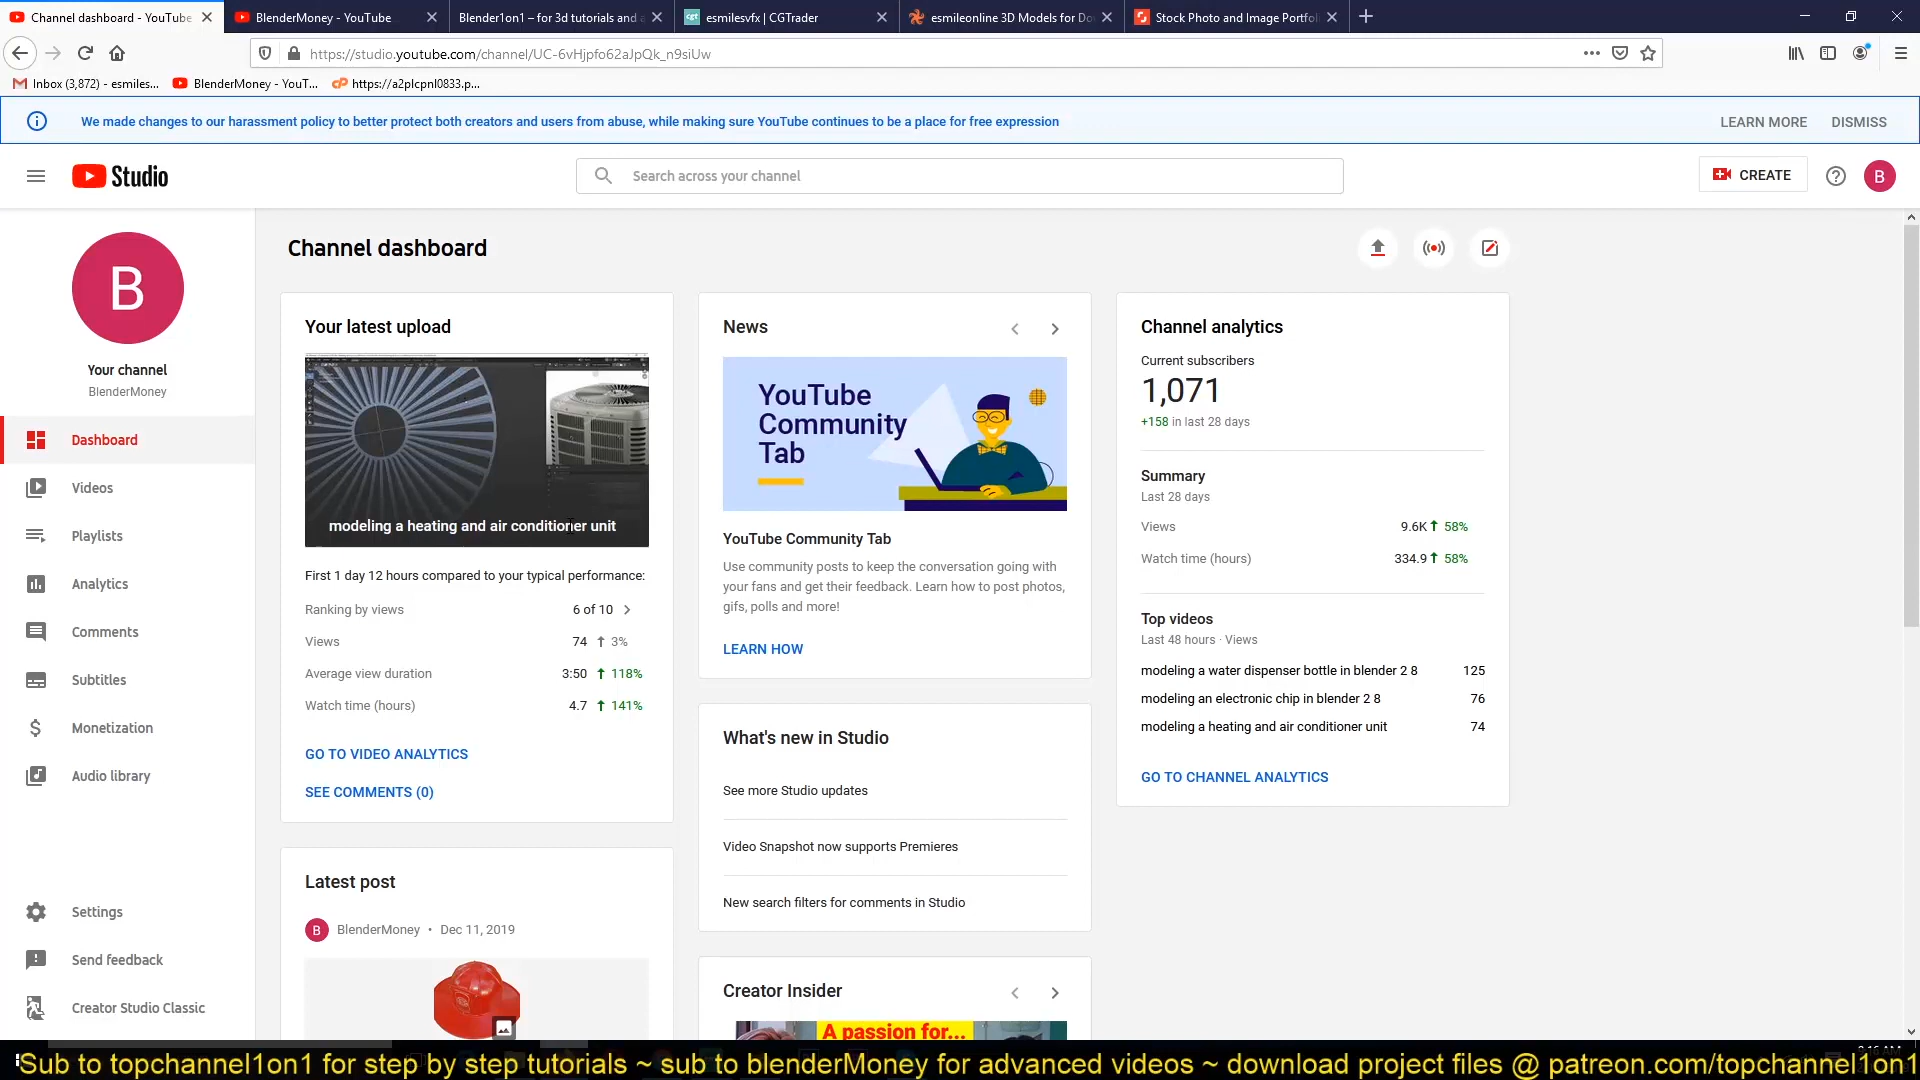 Channel dashboard - YouTube
BlenderMoney - YouTube
Blender1on1 – for 3d tutorials and a
esmilesvfx | CGTrader
esmileonline 3D Models for Do
Stock Photo and Image Portfol
https://studio.youtube.com/channel/UC-6vHjpfo62aJpQk_n9siUw
Inbox (3,872) - esmiles...
BlenderMoney - YouT...
https://a2plcpnl0833.p...
We made changes to our harassment policy to better protect both creators and users from abuse, while making sure YouTube continues to be a place for free expression
LEARN MORE
DISMISS
Studio
Search across your channel
CREATE
B
B
Your channel
BlenderMoney
Dashboard
Videos
Playlists
Analytics
Comments
Subtitles
Monetization
Audio library
Settings
Send feedback
Creator Studio Classic
Channel dashboard
Your latest upload
modeling a heating and air conditioner unit
First 1 day 12 hours compared to your typical performance:
Ranking by views 6 of 10
Views 74 3%
Average view duration 3:50 118%
Watch time (hours) 4.7 141%
GO TO VIDEO ANALYTICS
SEE COMMENTS (0)
Latest post
B BlenderMoney • Dec 11, 2019
News
YouTube
Community
Tab
YouTube Community Tab
Use community posts to keep the conversation going with
your fans and get their feedback. Learn how to post photos,
gifs, polls and more!
LEARN HOW
What's new in Studio
See more Studio updates
Video Snapshot now supports Premieres
New search filters for comments in Studio
Creator Insider
A passion for...
Channel analytics
Current subscribers
1,071
+158 in last 28 days
Summary
Last 28 days
Views 9.6K 58%
Watch time (hours) 334.9 58%
Top videos
Last 48 hours · Views
modeling a water dispenser bottle in blender 2 8 125
modeling an electronic chip in blender 2 8 76
modeling a heating and air conditioner unit 74
GO TO CHANNEL ANALYTICS
Sub to topchannel1on1 for step by step tutorials ~ sub to blenderMoney for advanced videos ~ download project files @ patreon.com/topchannel1on1